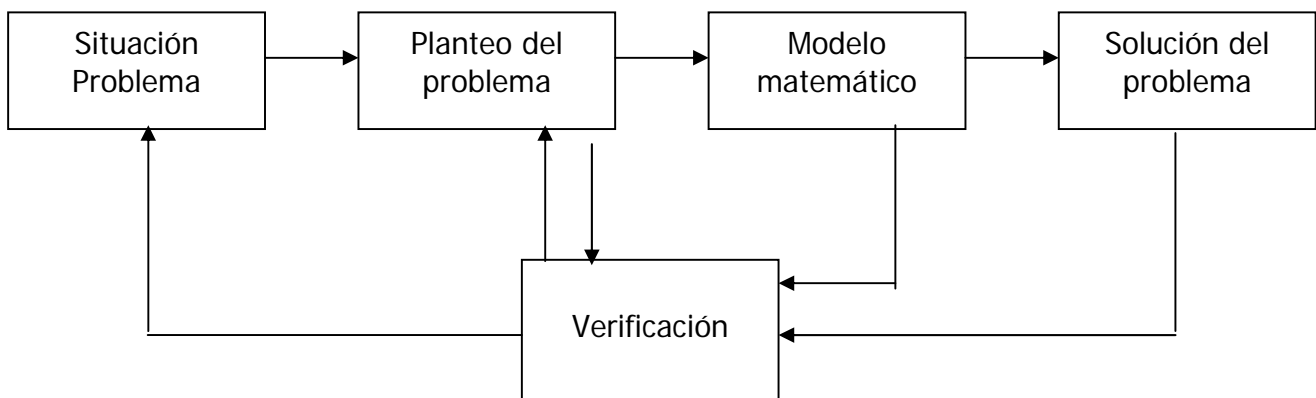 Situación
Problema
Planteo del
problema
Modelo
matemático
Solución del
problema
Verificación